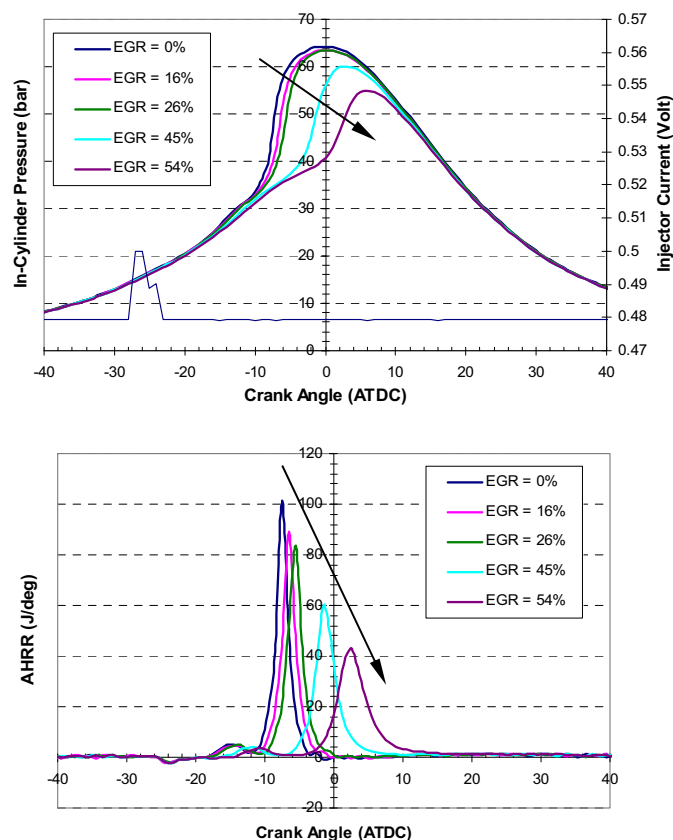 EGR = 0%
EGR = 16%
EGR = 26%
EGR = 45%
EGR = 54%
In-Cylinder Pressure (bar)
70
60
50
40
30
20
10
0
0.57
0.56
0.55
0.54
0.53
0.52
0.51
0.5
0.49
0.48
0.47
Injector Current (Volt)
-40 -30 -20 -10 0 10 20 30 40
Crank Angle (ATDC)
EGR = 0%
EGR = 16%
EGR = 26%
EGR = 45%
EGR = 54%
AHRR (J/deg)
120
100
80
60
40
20
0
-20
-40 -30 -20 -10 0 10 20 30 40
Crank Angle (ATDC)